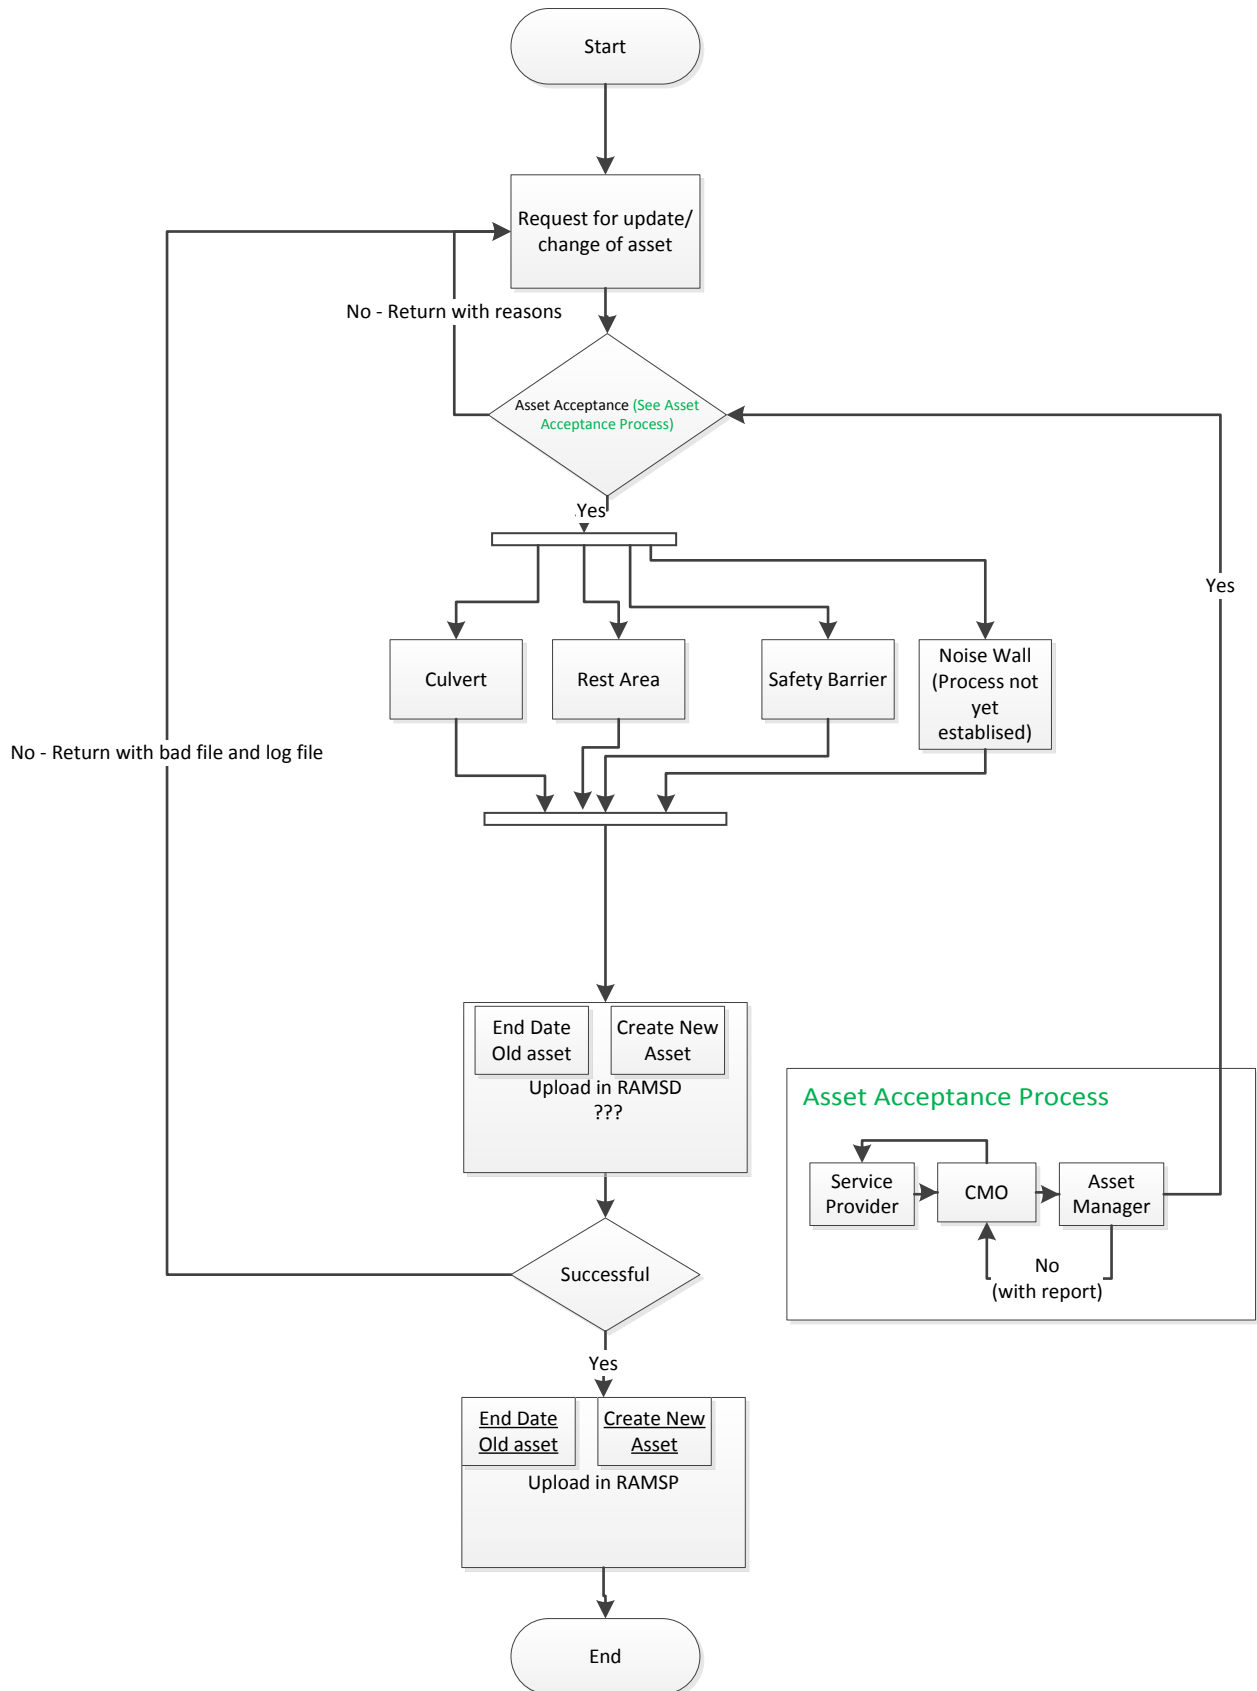 Start
Request for update/
change of asset
No - Return with reasons
Asset Acceptance (See Asset
Acceptance Process)
Yes
Yes
Culvert
Rest Area
Safety Barrier
Noise Wall
(Process not
yet
establised)
No - Return with bad file and log file
End Date
Old asset
Create New
Asset
Upload in RAMSD
???
Asset Acceptance Process
Service
Provider
CMO
Asset
Manager
No
(with report)
Successful
Yes
End Date
Old asset
Create New
Asset
Upload in RAMSP
End